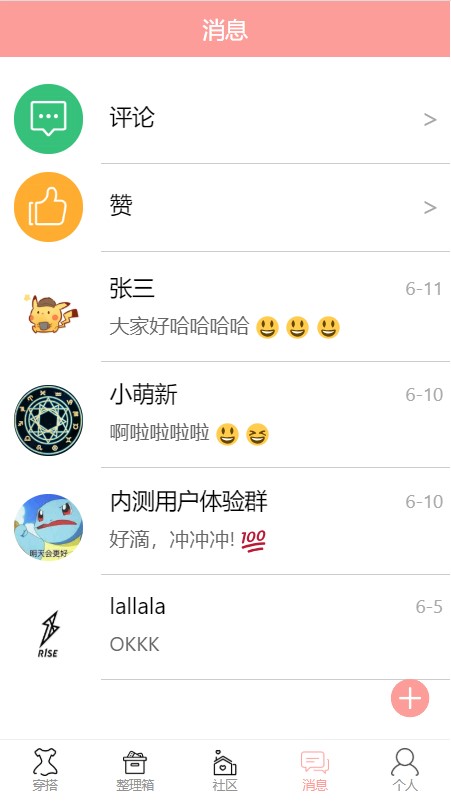 消息
评论 >
赞 >
张三 6-11
大家好哈哈哈哈 😃 😃 😃
小萌新 6-10
啊啦啦啦啦 😃 😆
内测用户体验群 6-10
好滴，冲冲冲! 💯
明天会更好
lallala 6-5
OKKK
RISE
穿搭 整理箱 社区 消息 个人